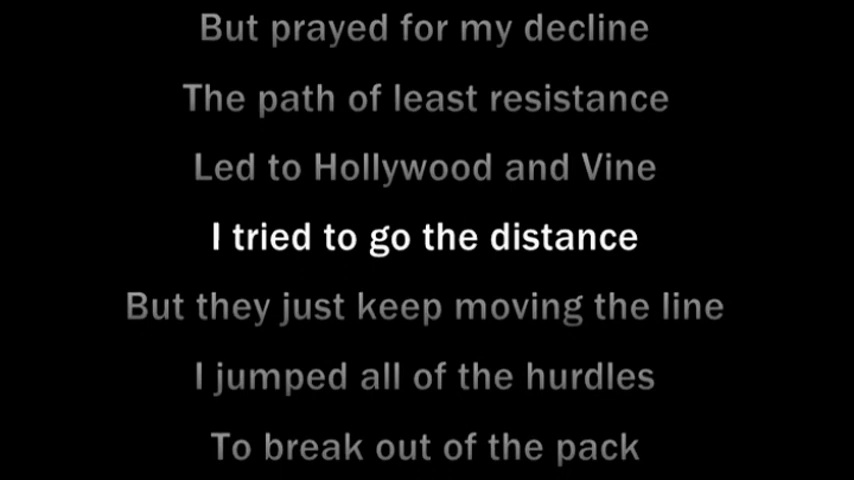 But prayed for my decline
The path of least resistance
Led to Hollywood and Vine
I tried to go the distance
But they just keep moving the line
I jumped all of the hurdles
To break out of the pack